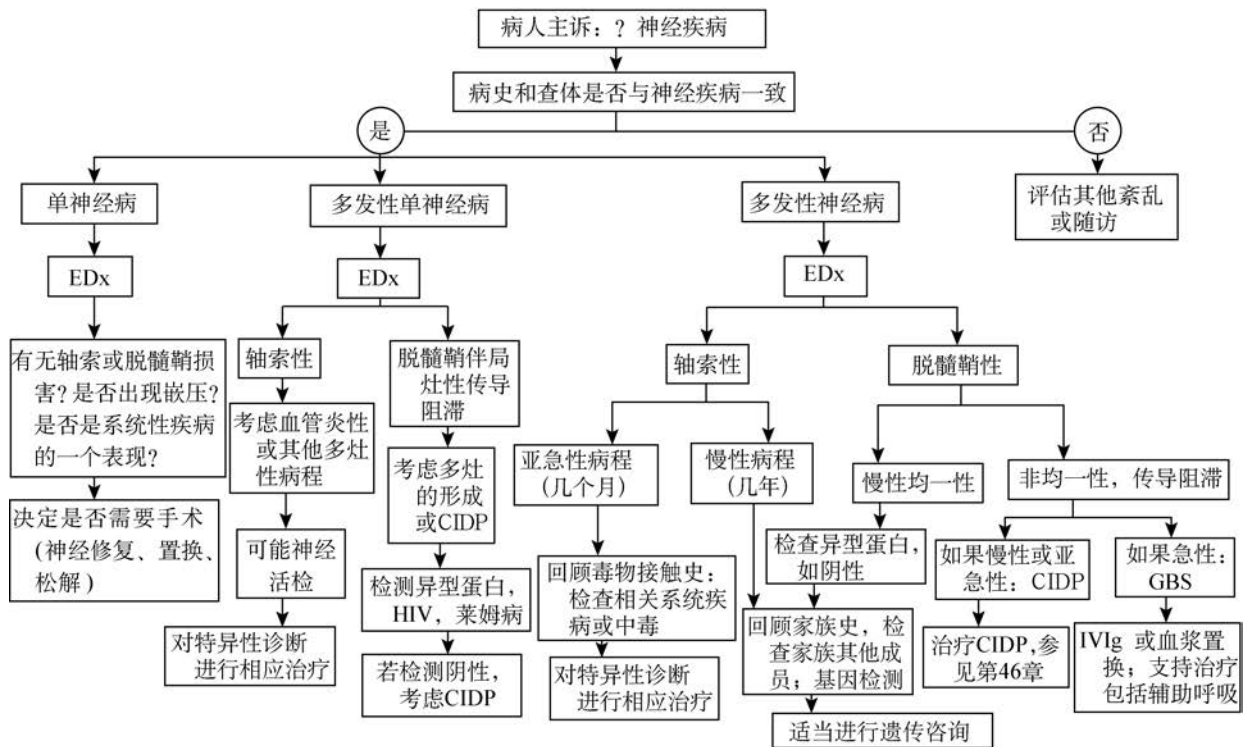 病人主诉：? 神经疾病
病史和查体是否与神经疾病一致
是
否
单神经病
多发性单神经病
多发性神经病
评估其他紊乱
或随访
EDx
EDx
EDx
有无轴索或脱髓鞘损
害？是否出现嵌压？
是否是系统性疾病
的一个表现？
决定是否需要手术
(神经修复、置换、
松解）
轴索性
考虑血管炎性
或其他多灶
性病程
可能神经
活检
对特异性诊断
进行相应治疗
脱髓鞘伴局
灶性传导
阻滞
考虑多灶
的形成
或CIDP
检测异型蛋白，
HIV，莱姆病
若检测阴性，
考虑CIDP
轴索性
亚急性病程
（几个月）
回顾毒物接触史：
检查相关系统疾
病或中毒
对特异性诊断
进行相应治疗
慢性病程
（几年）
脱髓鞘性
慢性均一性
检查异型蛋白，
如阴性
回顾家族史，检
查家族其他成
员；基因检测
适当进行遗传咨询
非均一性，传导阻滞
如果慢性或亚
急性：CIDP
治疗CIDP,参
见第46章
如果急性：
GBS
IVIg 或血浆置
换；支持治疗
包括辅助呼吸